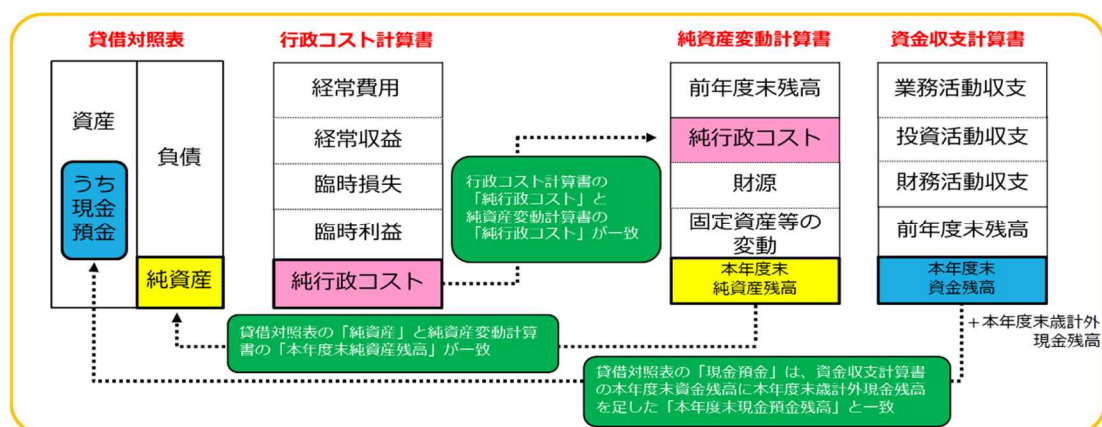 貸借対照表
行政コスト計算書
純資産変動計算書
資金収支計算書
資産
うち
現金
預金
負債
純資産
経常費用
経常収益
臨時損失
臨時利益
純行政コスト
行政コスト計算書の
「純行政コスト」と
純資産変動計算書の
「純行政コスト」が一致
前年度末残高
純行政コスト
財源
固定資産等の
変動
本年度末
純資産残高
業務活動収支
投資活動収支
財務活動収支
前年度末残高
本年度末
資金残高
+本年度末歳計外
現金残高
貸借対照表の「純資産」と純資産変動計算
書の「本年度末純資産残高」が一致
貸借対照表の「現金預金」は、資金収支計算書
の本年度末資金残高に本年度末歳計外現金残高
を足した「本年度末現金預金残高」と一致